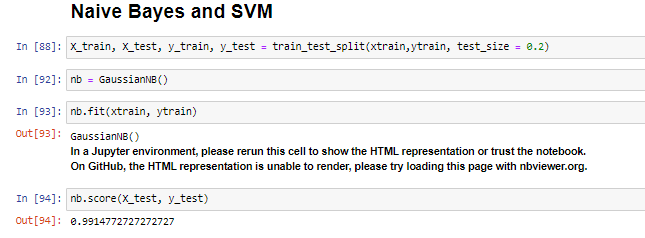 Naive Bayes and SVM
In [88]: X_train, X_test, y_train, y_test = train_test_split(xtrain,ytrain, test_size = 0.2)
In [92]: nb = GaussianNB()
In [93]: nb.fit(xtrain, ytrain)
Out[93]: GaussianNB()
In a Jupyter environment, please rerun this cell to show the HTML representation or trust the notebook.
On GitHub, the HTML representation is unable to render, please try loading this page with nbviewer.org.
In [94]: nb.score(X_test, y_test)
Out[94]: 0.9914772727272727